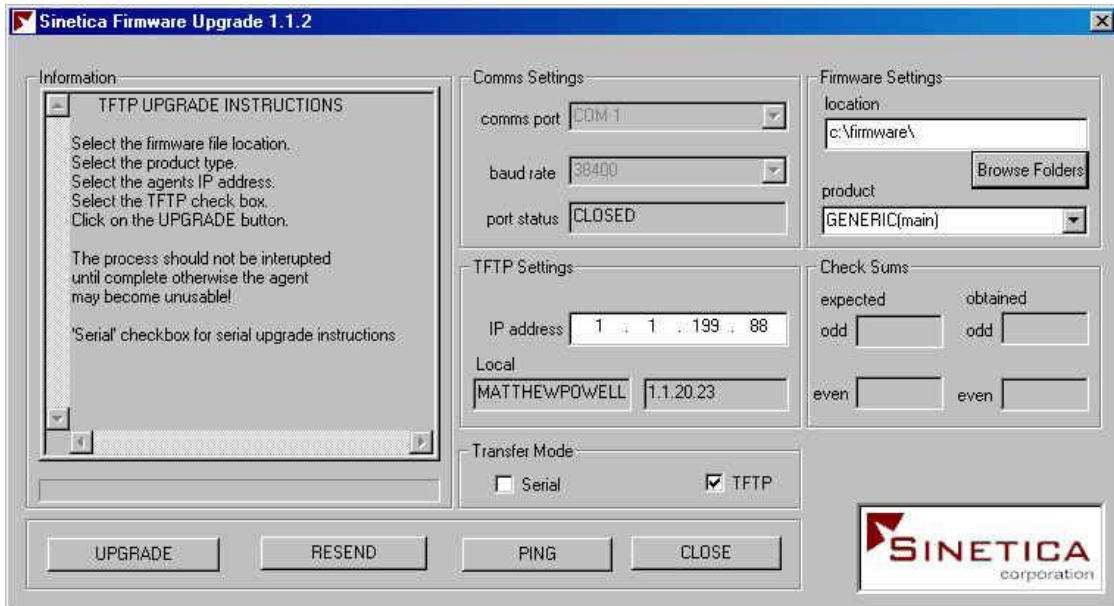 Sinetica Firmware Upgrade 1.1.2
Information
TFTP UPGRADE INSTRUCTIONS
Select the firmware file location.
Select the product type.
Select the agents IP address.
Select the TFTP check box.
Click on the UPGRADE button.
The process should not be interupted
until complete otherwise the agent
may become unusable!
'Serial' checkbox for serial upgrade instructions
Comms Settings
comms port COM 1
baud rate 38400
port status CLOSED
TFTP Settings
IP address 1 . 1 . 199 . 88
Local
MATTHEWPOWELL 1.1.20.23
Transfer Mode
Serial TFTP
Firmware Settings
location
c:\firmware\
Browse Folders
product
GENERIC(main)
Check Sums
expected obtained
odd odd
even even
UPGRADE RESEND PING CLOSE
SINETICA
corporation